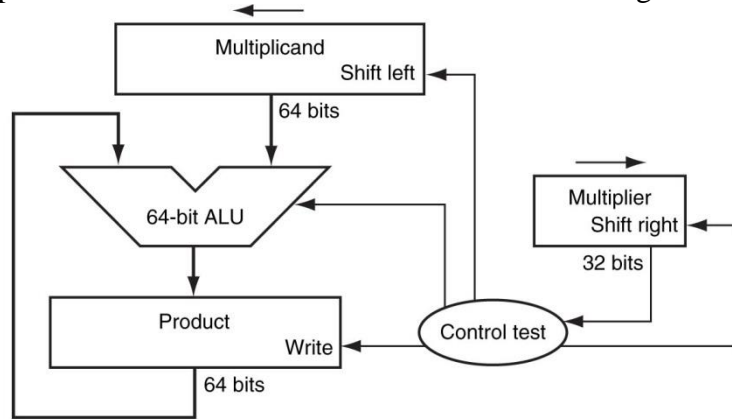 Multiplicand
Shift left
64 bits
64-bit ALU
Multiplier
Shift right
32 bits
Product
Write
Control test
64 bits